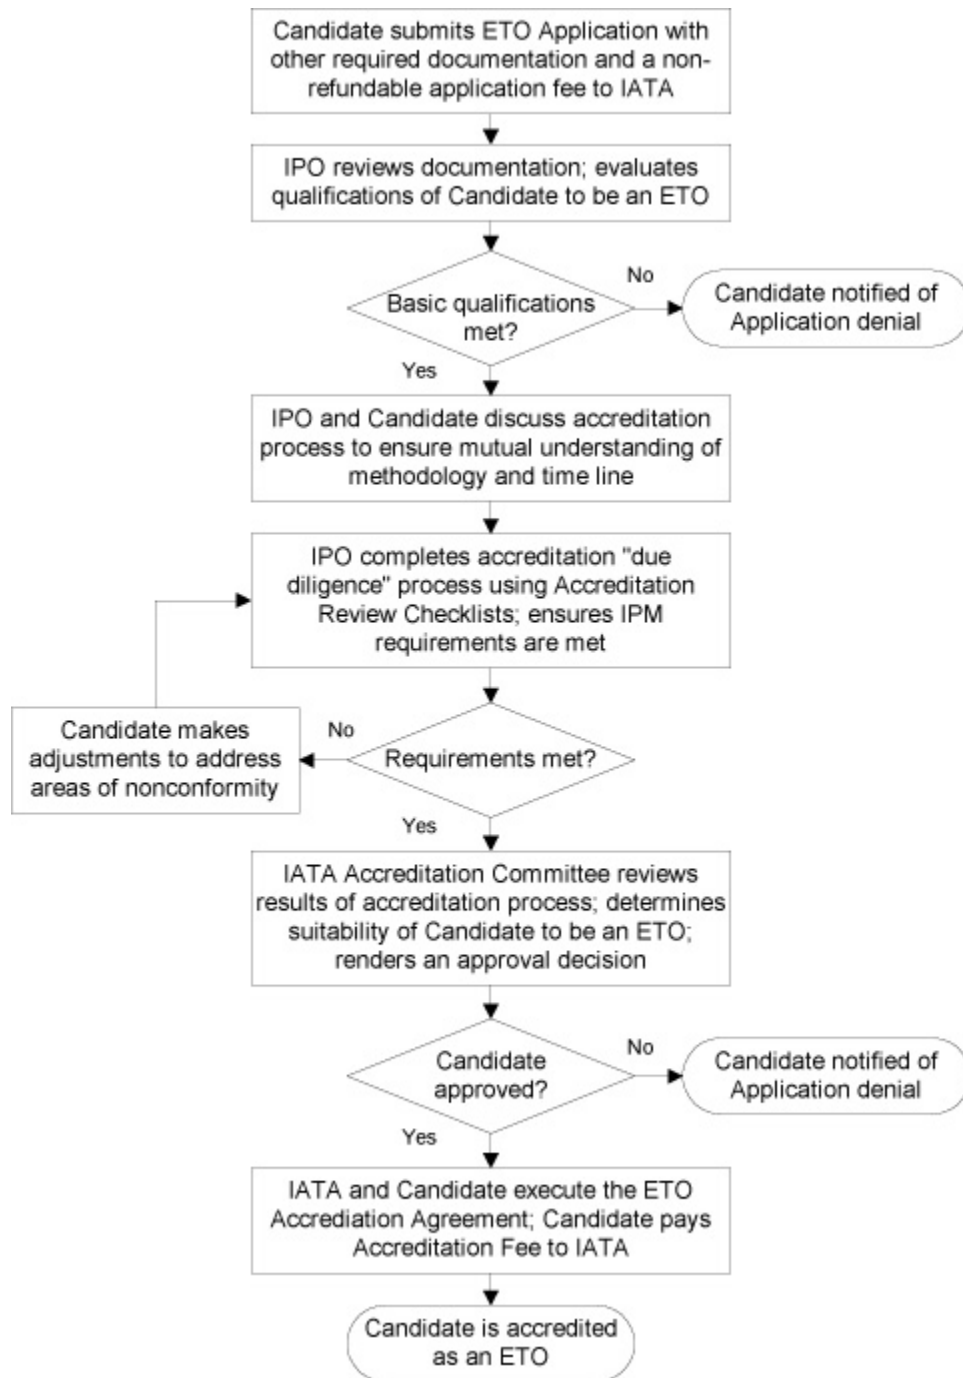 Candidate submits ETO Application with
other required documentation and a non-
refundable application fee to IATA
IPO reviews documentation; evaluates
qualifications of Candidate to be an ETO
Basic qualifications
met?
No
Candidate notified of
Application denial
Yes
IPO and Candidate discuss accreditation
process to ensure mutual understanding of
methodology and time line
IPO completes accreditation "due
diligence" process using Accreditation
Review Checklists; ensures IPM
requirements are met
Requirements met?
No
Candidate makes
adjustments to address
areas of nonconformity
Yes
IATA Accreditation Committee reviews
results of accreditation process; determines
suitability of Candidate to be an ETO;
renders an approval decision
Candidate
approved?
No
Candidate notified of
Application denial
Yes
IATA and Candidate execute the ETO
Accrediation Agreement; Candidate pays
Accreditation Fee to IATA
Candidate is accredited
as an ETO